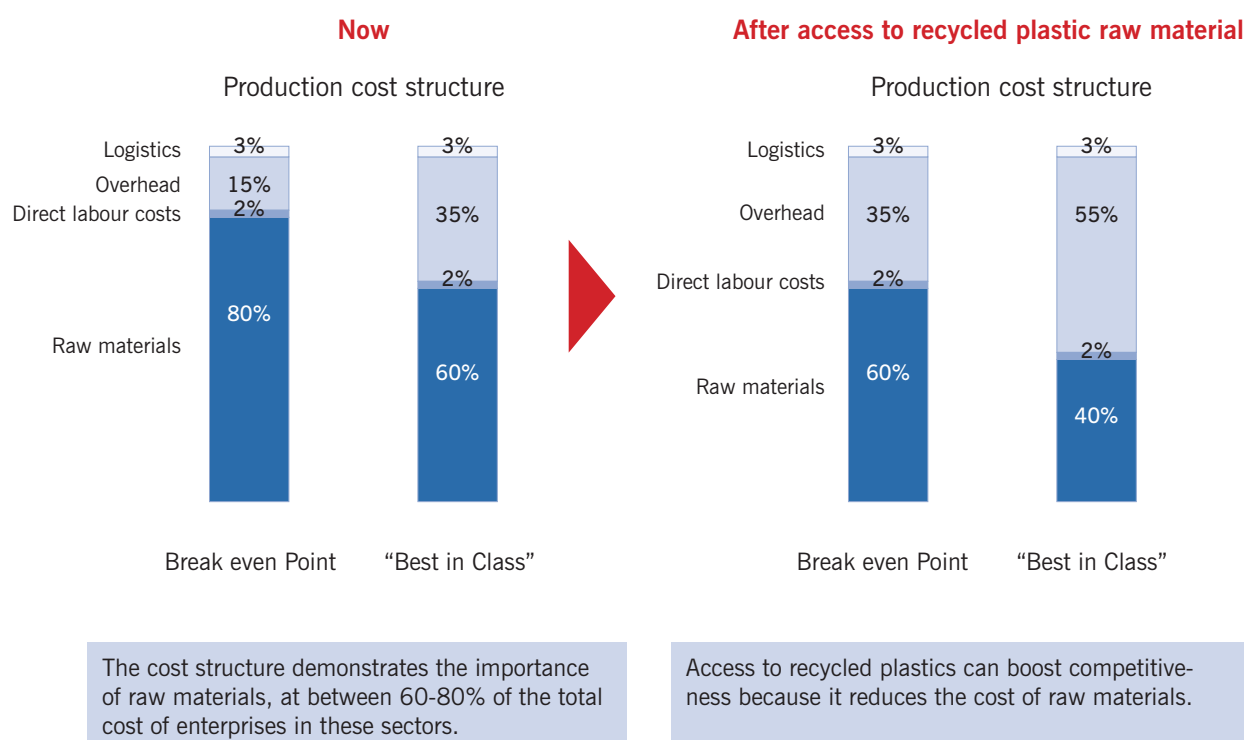 Now
Production cost structure
Logistics
3%
3%
Overhead
15%
35%
Direct labour costs
2%
2%
Raw materials
80%
60%
Break even Point
“Best in Class”
The cost structure demonstrates the importance
of raw materials, at between 60-80% of the total
cost of enterprises in these sectors.
After access to recycled plastic raw material
Production cost structure
Logistics
3%
3%
Overhead
35%
55%
Direct labour costs
2%
2%
Raw materials
60%
40%
Break even Point
“Best in Class”
Access to recycled plastics can boost competitive-
ness because it reduces the cost of raw materials.